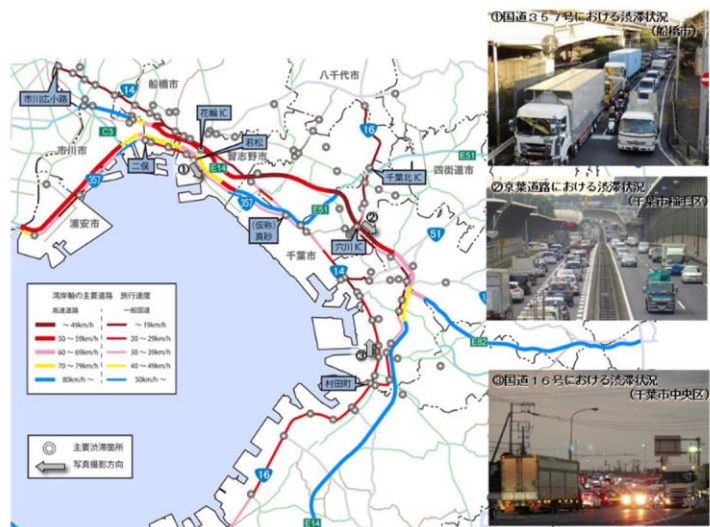 ①国道357号における渋滞状況
(船橋市)
②京葉道路における渋滞状況
(千葉市稲毛区)
③国道16号における渋滞状況
(千葉市中央区)
市川広小路
14
船橋市
八千代市
花輪IC
16
C3
若松
市川市
習志野市
E14
E51
二俣
①
千葉北IC
四街道市
357
357
E51
②
浦安市
(仮称)
真砂
穴川IC
51
千葉市
14
湾岸軸の主要道路 旅行速度
高速道路 一般国道
～49km/h ～19km/h
50～59km/h 20～29km/h
60～69km/h 30～39km/h
70～79km/h 40～49km/h
80km/h～ 50km/h～
③
E82
村田町
主要渋滞箇所
写真撮影方向
16
E14